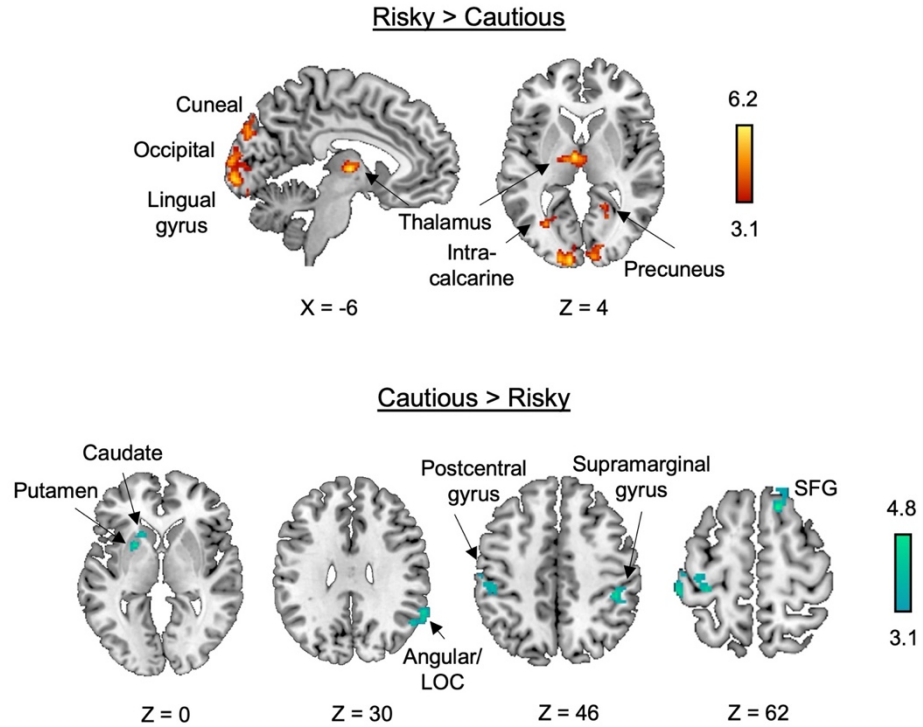 Risky > Cautious
Cuneal
Occipital
Lingual
gyrus
Thalamus
Intra-
calcarine
Precuneus
6.2
3.1
X = -6
Z = 4
Cautious > Risky
Caudate
Putamen
Postcentral
gyrus
Supramarginal
gyrus
SFG
Angular/
LOC
4.8
3.1
Z = 0
Z = 30
Z = 46
Z = 62